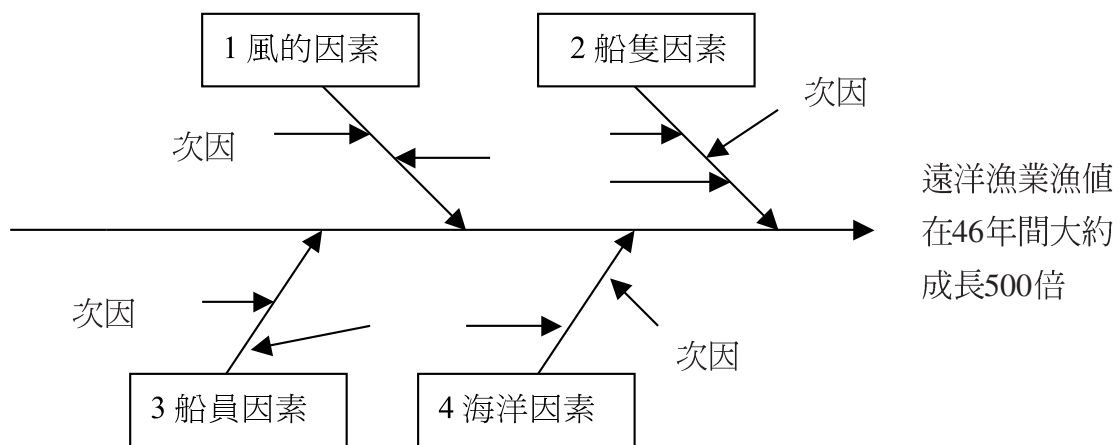 1 風的因素
2 船隻因素
次因
次因
遠洋漁業漁值
在46年間大約
成長500倍
次因
次因
3 船員因素
4 海洋因素